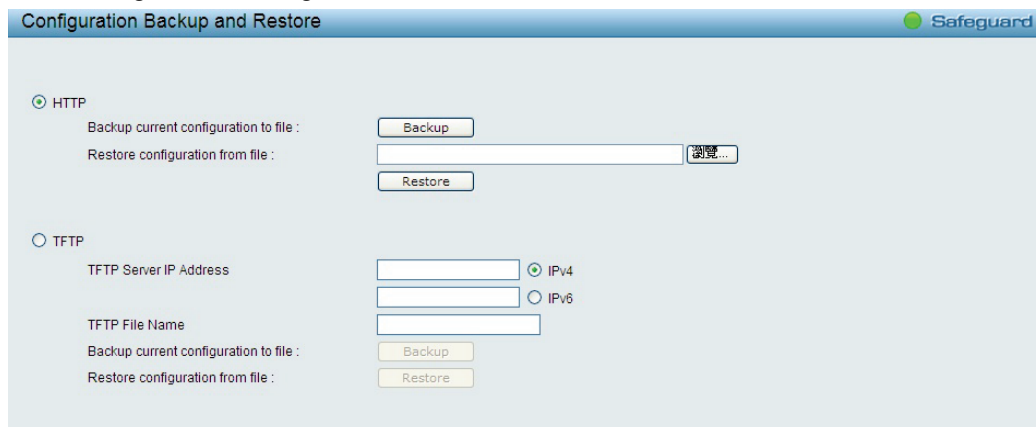 Configuration Backup and Restore Safeguard
HTTP
Backup current configuration to file : Backup
Restore configuration from file : 瀏覽...
Restore
TFTP
TFTP Server IP Address IPv4
IPv6
TFTP File Name
Backup current configuration to file : Backup
Restore configuration from file : Restore